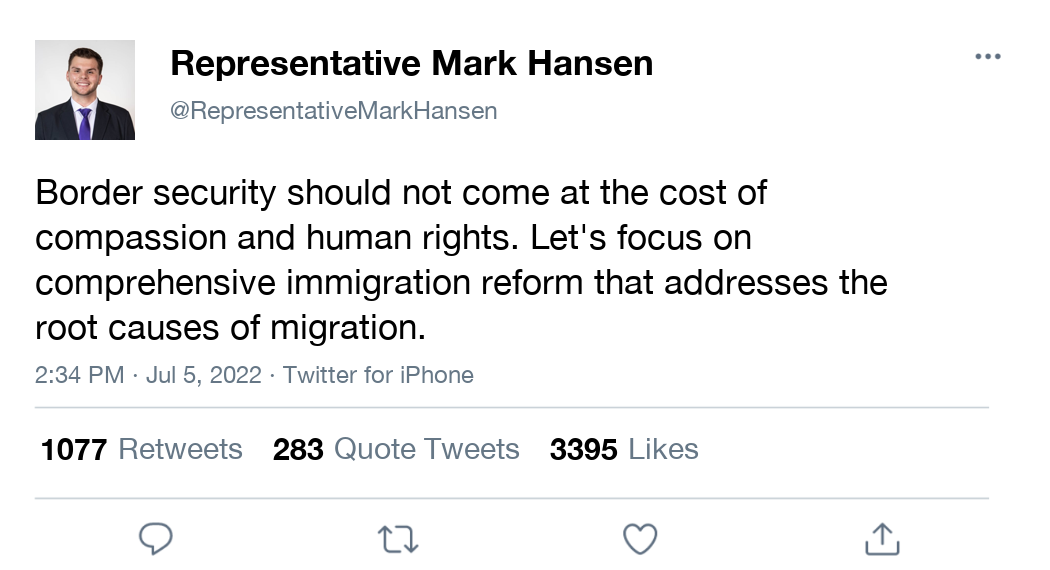 Representative Mark Hansen
@RepresentativeMarkHansen
Border security should not come at the cost of
compassion and human rights. Let's focus on
comprehensive immigration reform that addresses the
root causes of migration.
2:34 PM · Jul 5, 2022 · Twitter for iPhone
1077 Retweets 283 Quote Tweets 3395 Likes